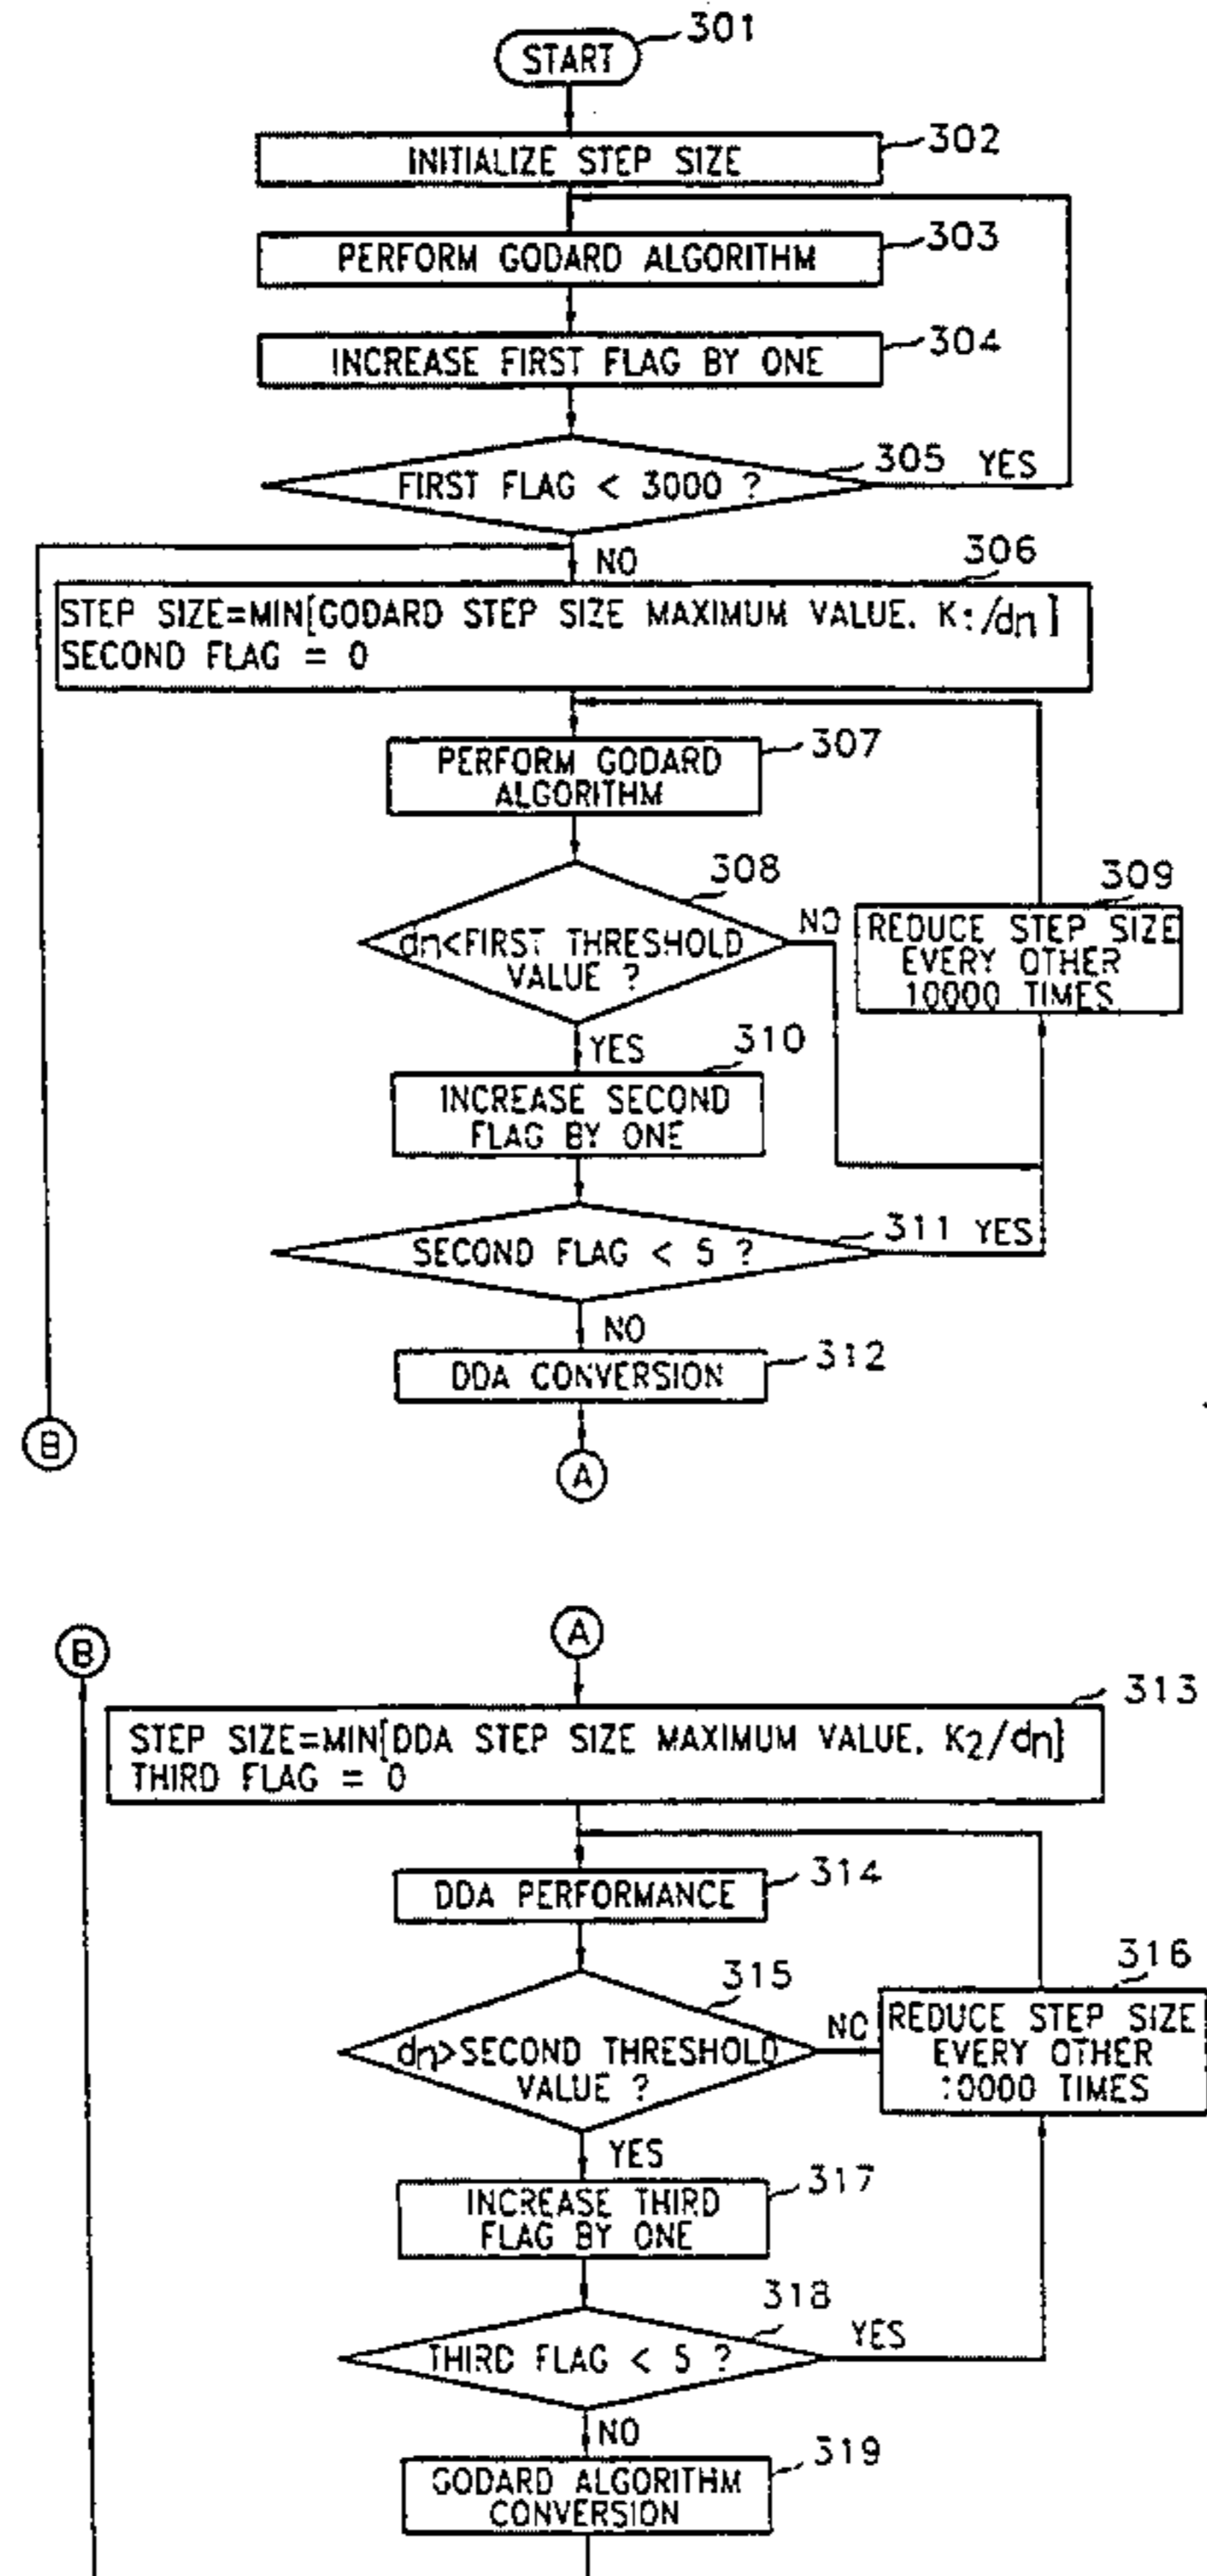 301
START
302
INITIALIZE STEP SIZE
303
PERFORM GODARD ALGORITHM
304
INCREASE FIRST FLAG BY ONE
305 YES
FIRST FLAG < 3000 ?
NO
306
STEP SIZE=MIN[GODARD STEP SIZE MAXIMUM VALUE. K:/dn]
SECOND FLAG = 0
307
PERFORM GODARD
ALGORITHM
308
NO
309
dn<FIRST THRESHOLD
VALUE ?
REDUCE STEP SIZE
EVERY OTHER
10000 TIMES
YES
310
INCREASE SECOND
FLAG BY ONE
311 YES
SECOND FLAG < 5 ?
NO
312
DDA CONVERSION
B
A
B
A
313
STEP SIZE=MIN[DDA STEP SIZE MAXIMUM VALUE. K2/dn]
THIRD FLAG = 0
314
DDA PERFORMANCE
315
NO
316
dn>SECOND THRESHOLD
VALUE ?
REDUCE STEP SIZE
EVERY OTHER
:0000 TIMES
YES
317
INCREASE THIRD
FLAG BY ONE
318
YES
THIRD FLAG < 5 ?
NO
319
GODARD ALGORITHM
CONVERSION